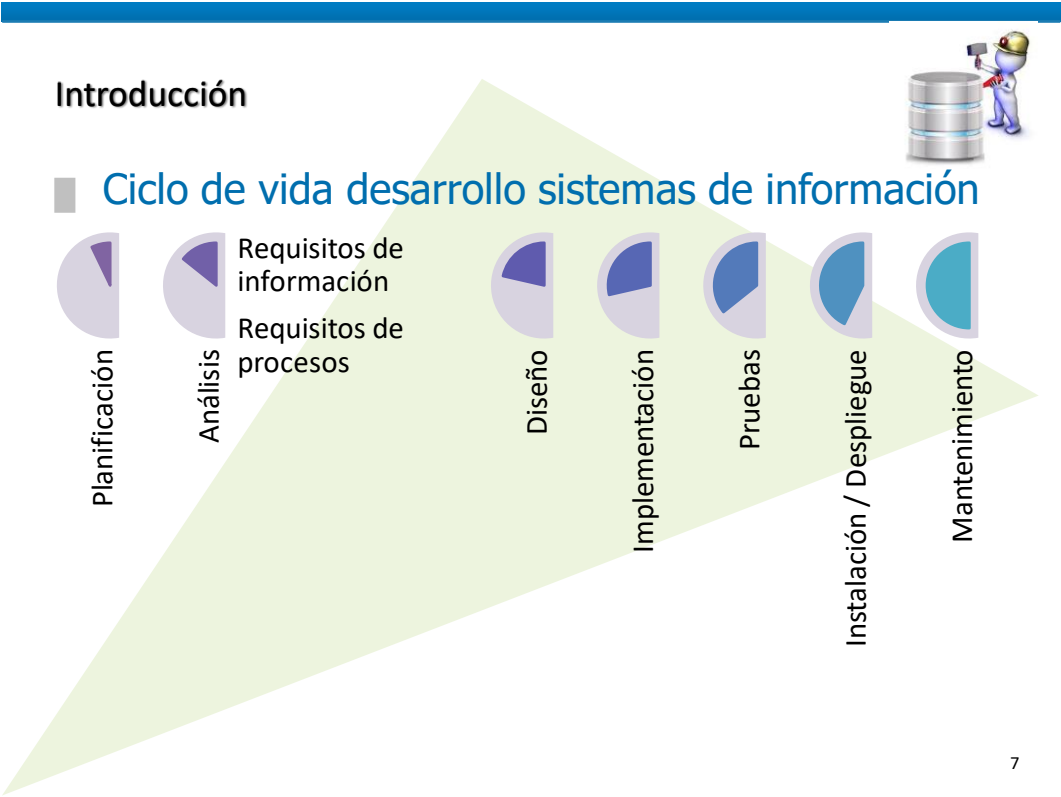 Introducción
Ciclo de vida desarrollo sistemas de información
Planificación
Análisis
Requisitos de
información
Requisitos de
procesos
Diseño
Implementación
Pruebas
Instalación / Despliegue
Mantenimiento
7